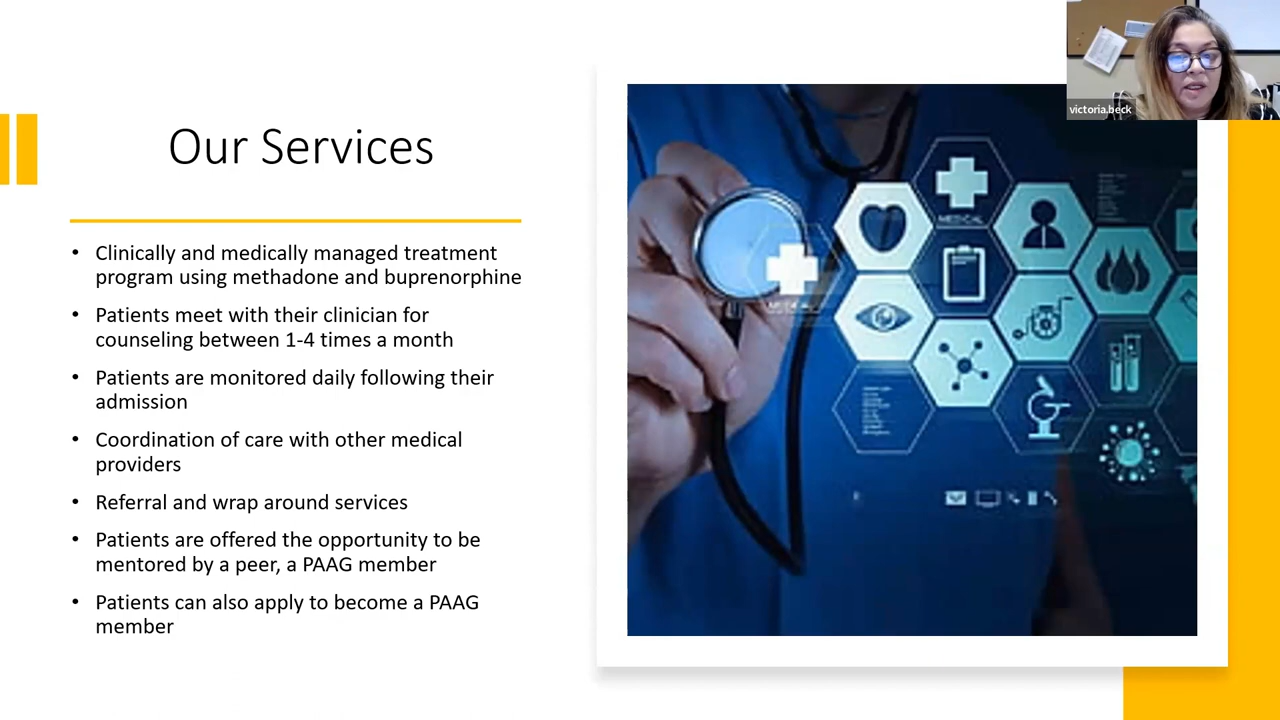 victoria.beck
Our Services
• Clinically and medically managed treatment
program using methadone and buprenorphine
• Patients meet with their clinician for
counseling between 1-4 times a month
• Patients are monitored daily following their
admission
• Coordination of care with other medical
providers
• Referral and wrap around services
• Patients are offered the opportunity to be
mentored by a peer, a PAAG member
• Patients can also apply to become a PAAG
member
MEDICAL
MEDICAL